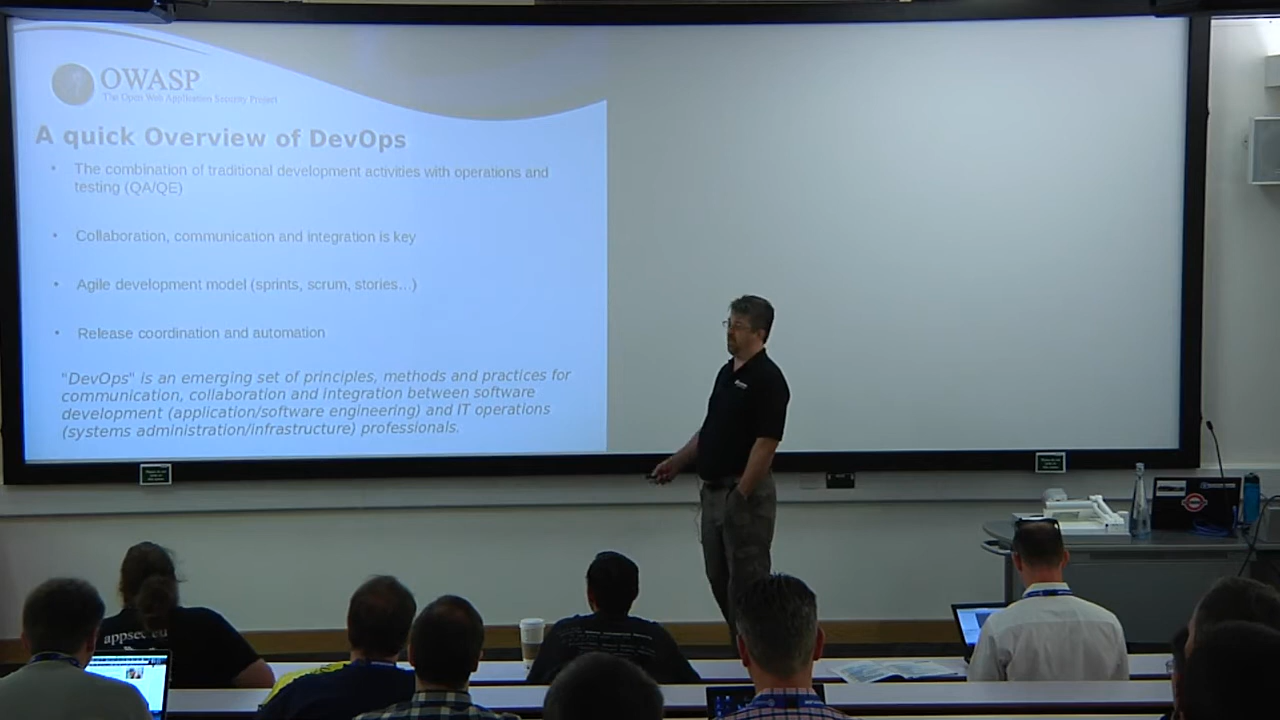 OWASP
The Open Web Application Security Project
A quick Overview of DevOps
• The combination of traditional development activities with operations and
testing (QA/QE)
• Collaboration, communication and integration is key
• Agile development model (sprints, scrum, stories...)
• Release coordination and automation
"DevOps" is an emerging set of principles, methods and practices for
communication, collaboration and integration between software
development (application/software engineering) and IT operations
(systems administration/infrastructure) professionals.
appsec